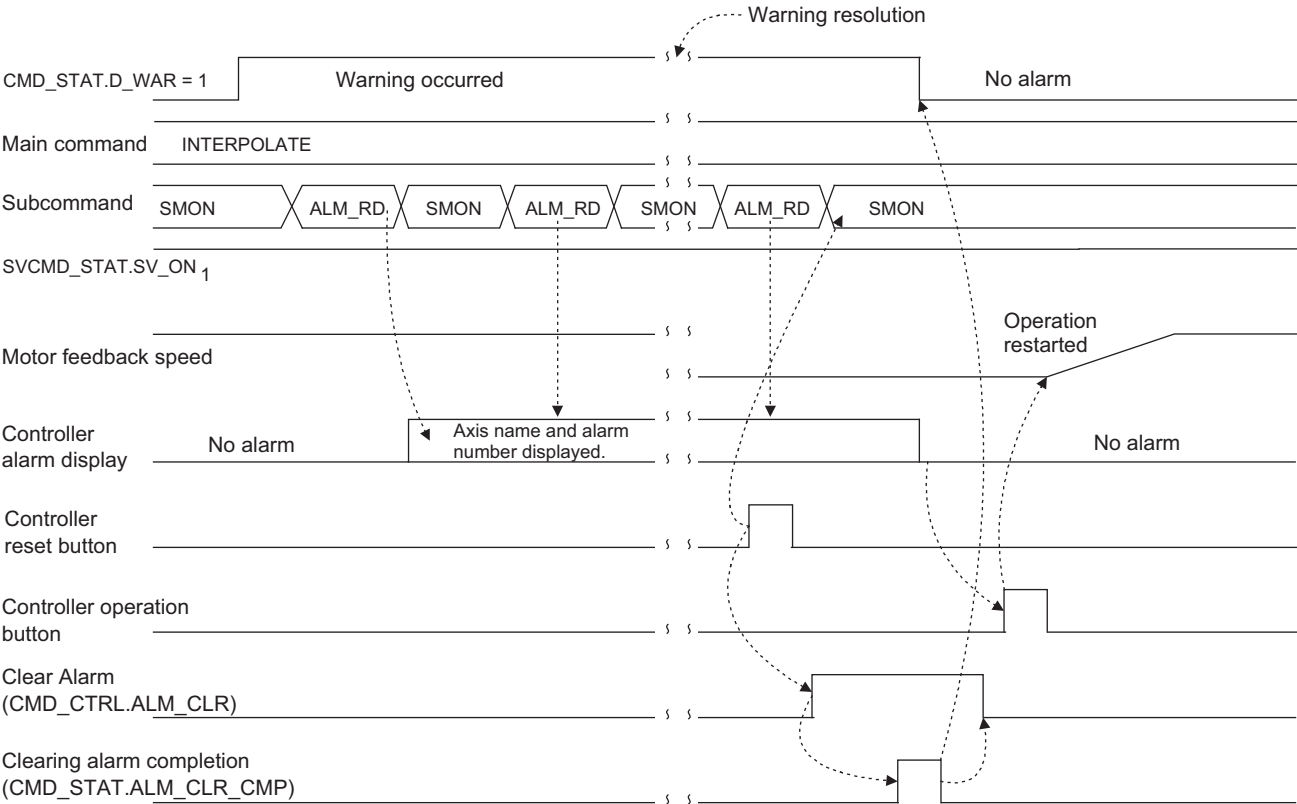 Warning resolution
CMD_STAT.D_WAR = 1
Warning occurred
No alarm
Main command
INTERPOLATE
Subcommand
SMON
ALM_RD
SMON
ALM_RD
SMON
ALM_RD
SMON
SVCMD_STAT.SV_ON 1
Operation
restarted
Motor feedback speed
Controller
alarm display
No alarm
Axis name and alarm
number displayed.
No alarm
Controller
reset button
Controller operation
button
Clear Alarm
(CMD_CTRL.ALM_CLR)
Clearing alarm completion
(CMD_STAT.ALM_CLR_CMP)